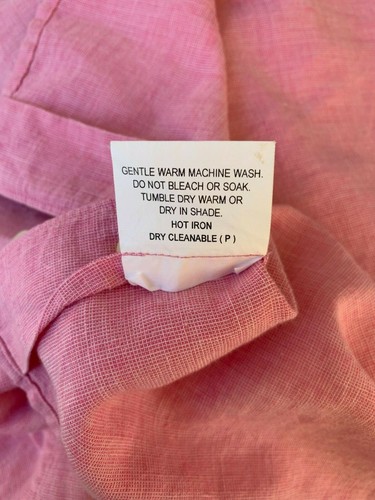 GENTLE WARM MACHINE WASH.
DO NOT BLEACH OR SOAK.
TUMBLE DRY WARM OR
DRY IN SHADE.
HOT IRON
DRY CLEANABLE ( P )